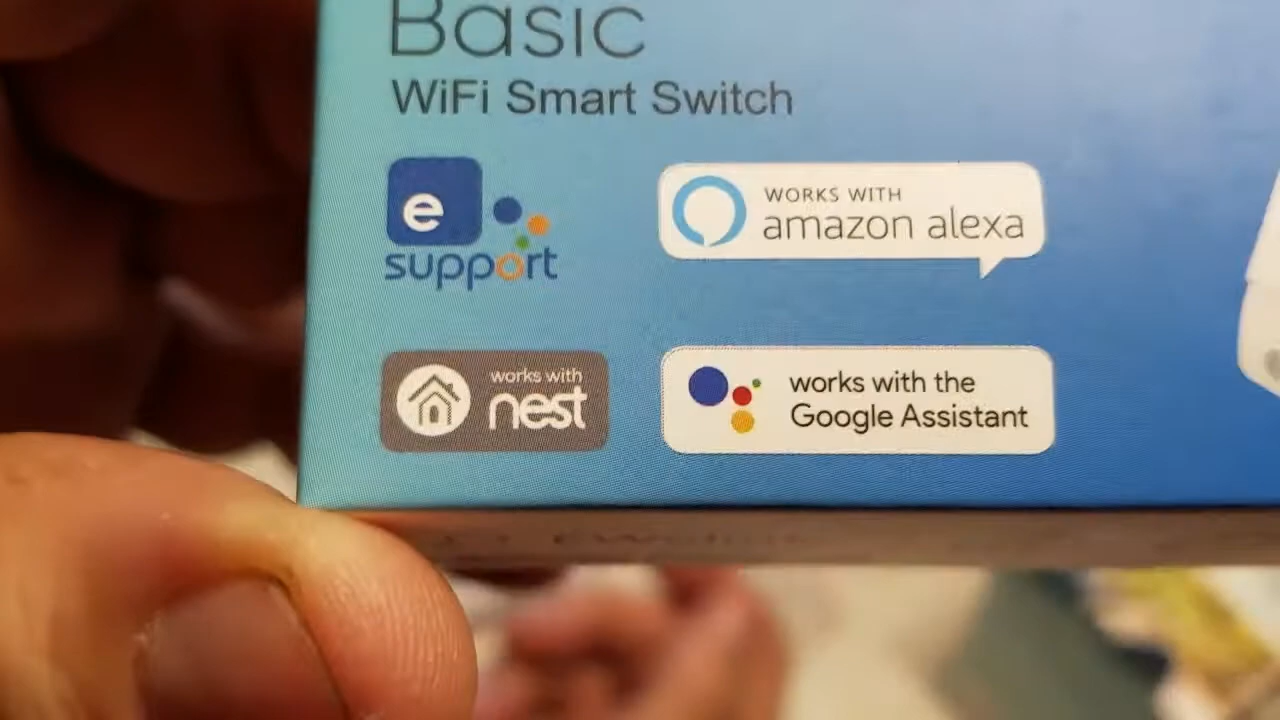 Basic
WiFi Smart Switch
e
support
WORKS WITH
amazon alexa
works with
nest
works with the
Google Assistant